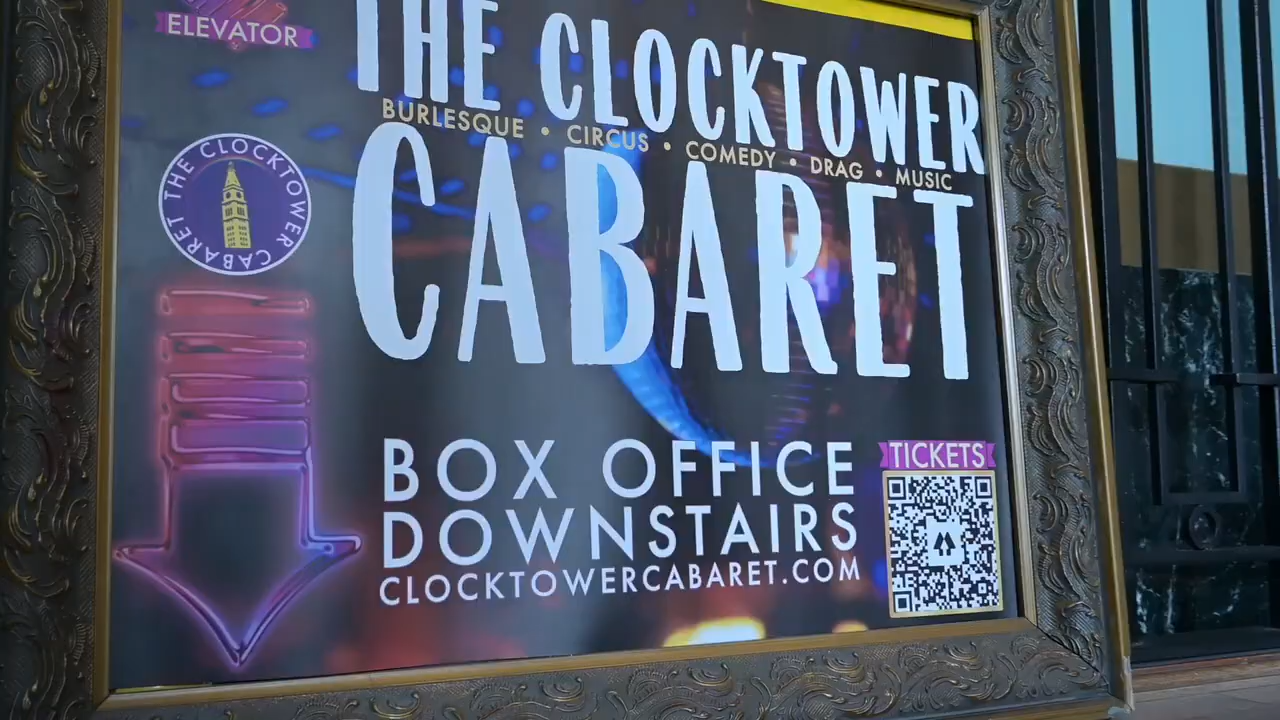 ELEVATOR
THE CLOCKTOWER
BURLESQUE • CIRCUS • COMEDY • DRAG • MUSIC
CABARET
THE CLOCKTOWER CABARET
BOX OFFICE
DOWNSTAIRS
CLOCKTOWERCABARET.COM
TICKETS